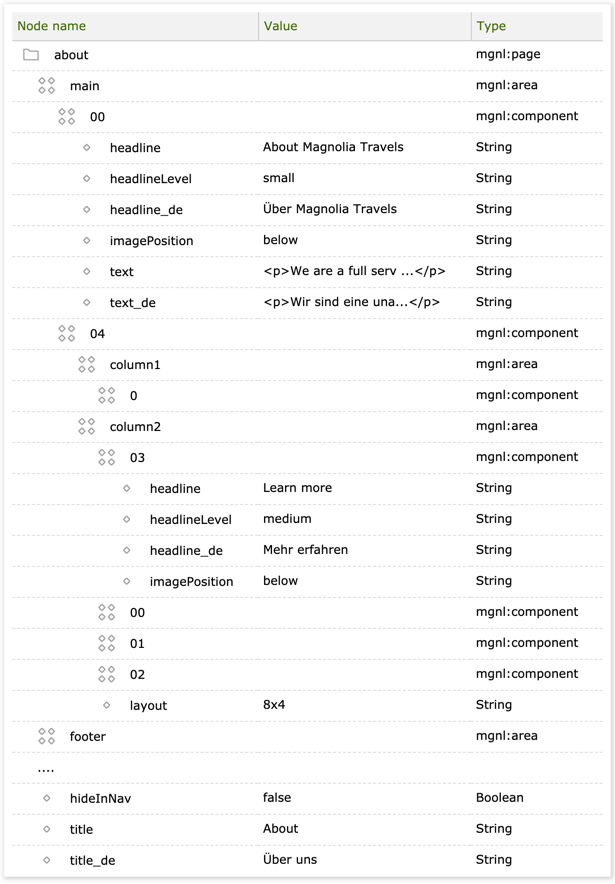 Node name Value Type
about mgnl:page
main mgnl:area
00 mgnl:component
headline About Magnolia Travels String
headlineLevel small String
headline_de Über Magnolia Travels String
imagePosition below String
text <p>We are a full serv ...</p> String
text_de <p>Wir sind eine una...</p> String
04 mgnl:component
column1 mgnl:area
0 mgnl:component
column2 mgnl:area
03 mgnl:component
headline Learn more String
headlineLevel medium String
headline_de Mehr erfahren String
imagePosition below String
00 mgnl:component
01 mgnl:component
02 mgnl:component
layout 8x4 String
footer mgnl:area
....
hideInNav false Boolean
title About String
title_de Über uns String